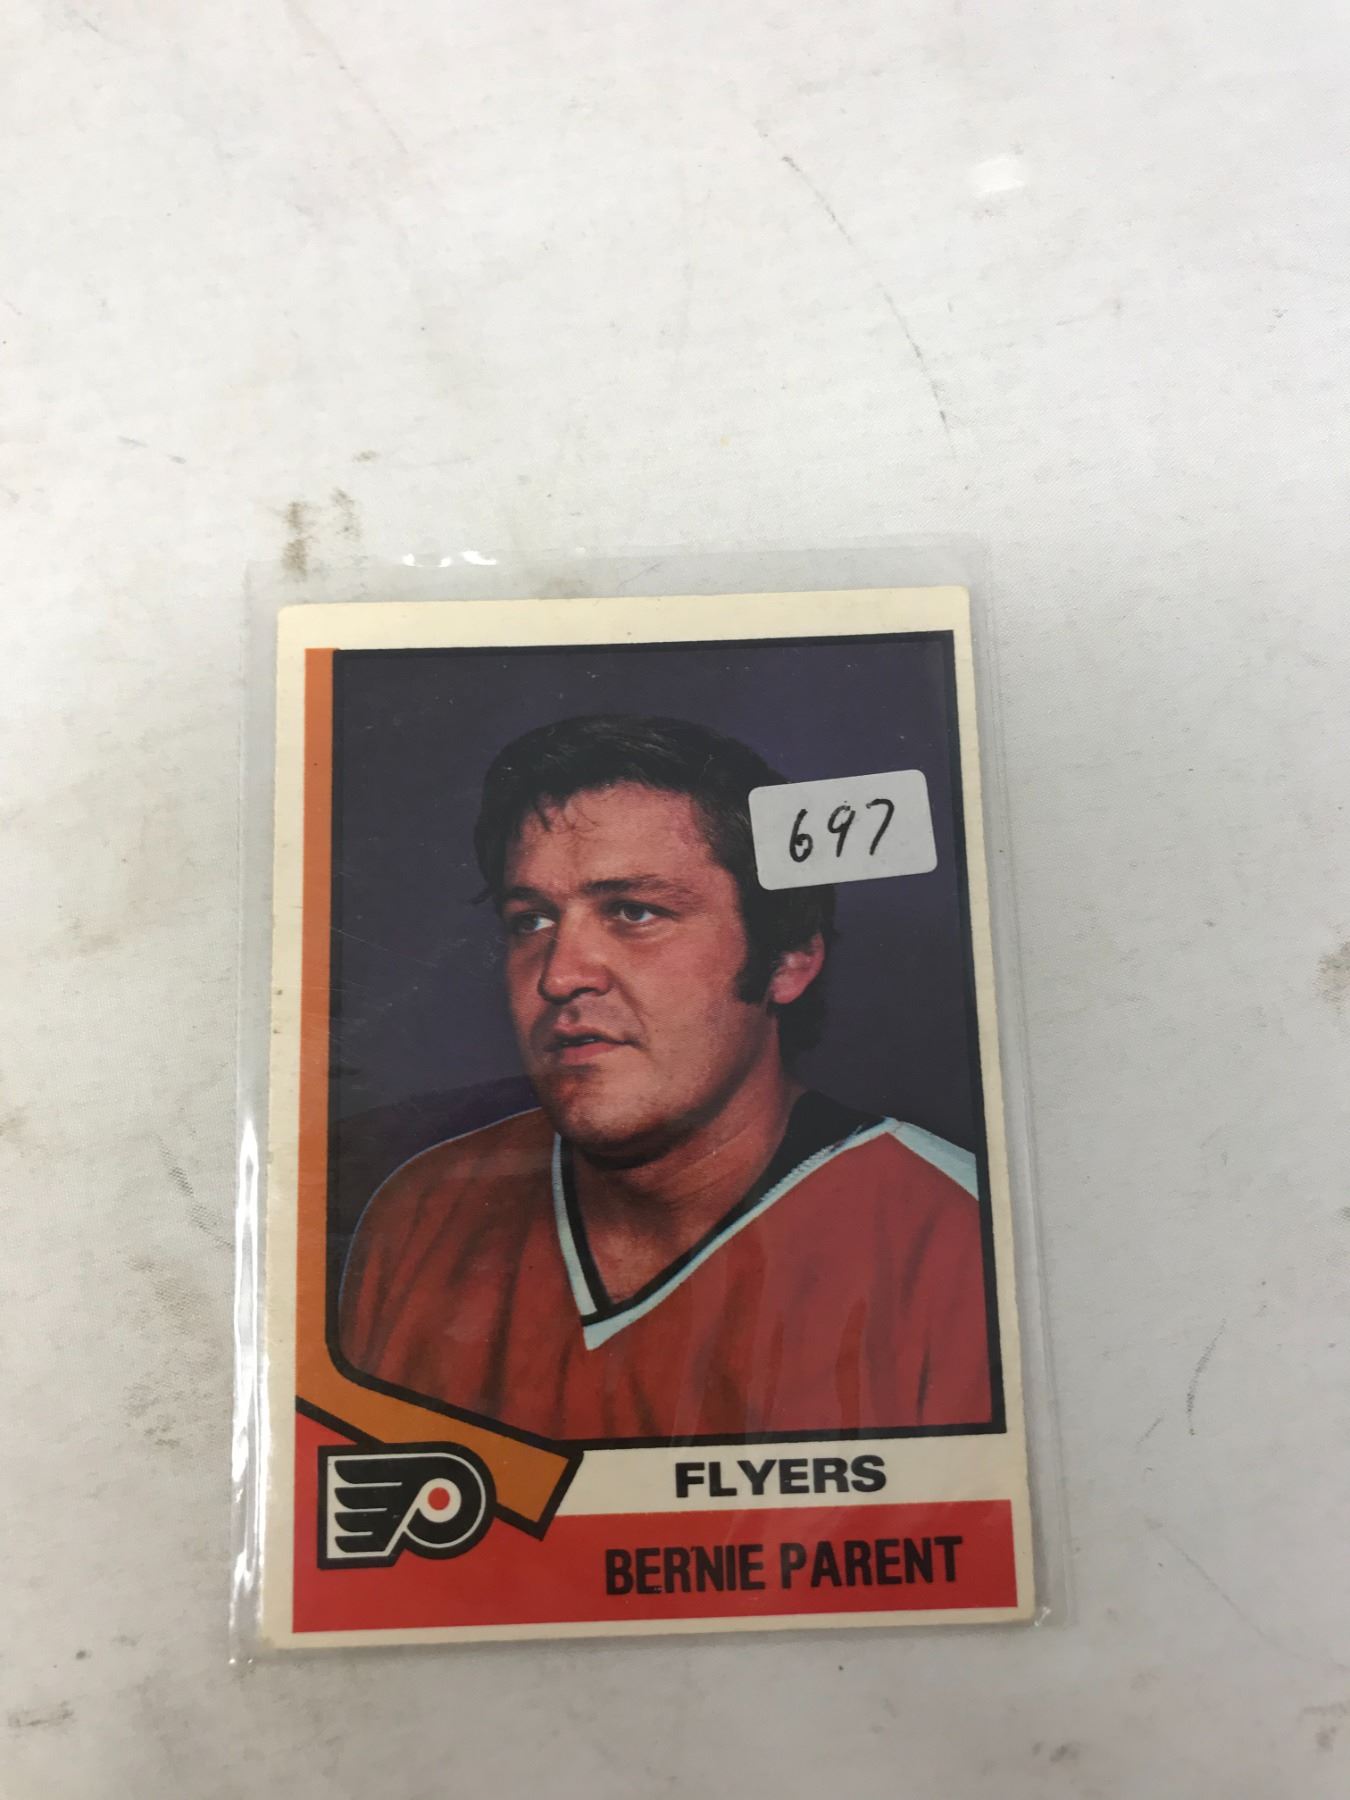 697
FLYERS
BERNIE PARENT